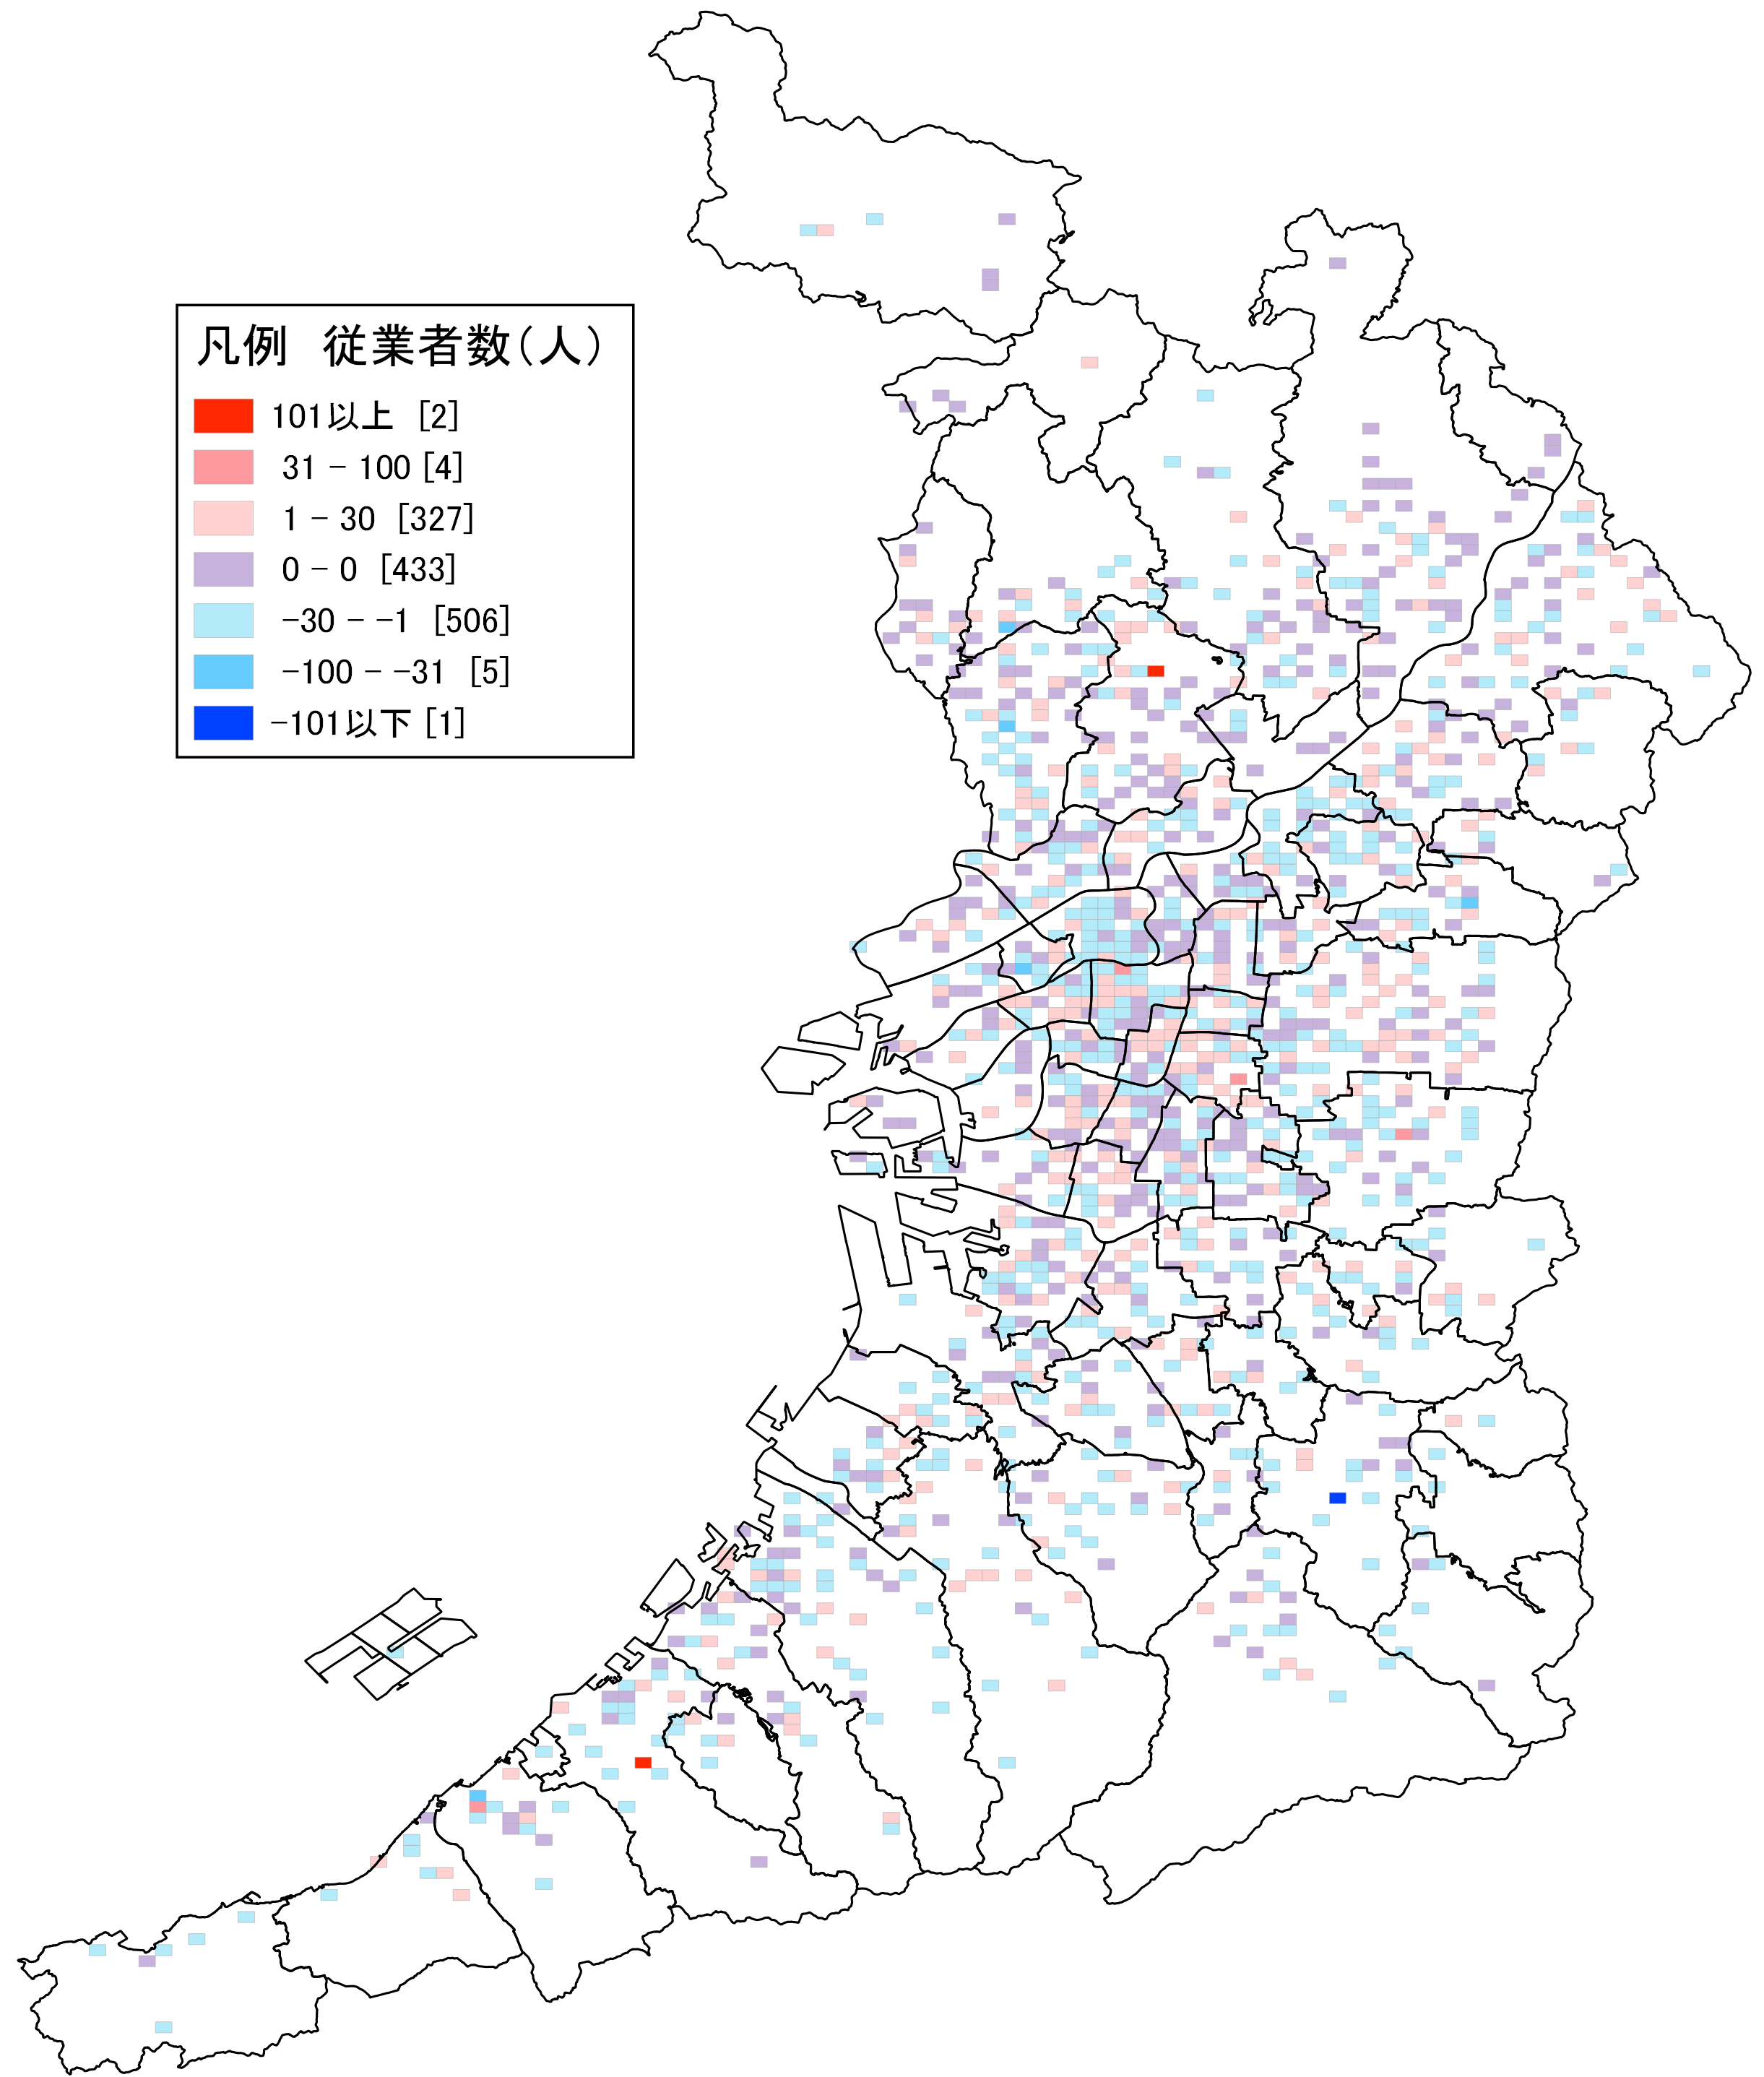 凡例　従業者数（人）
101以上 [2]
31 － 100 [4]
1 － 30 [327]
0 － 0 [433]
－30 － －1 [506]
－100 － －31 [5]
－101以下 [1]